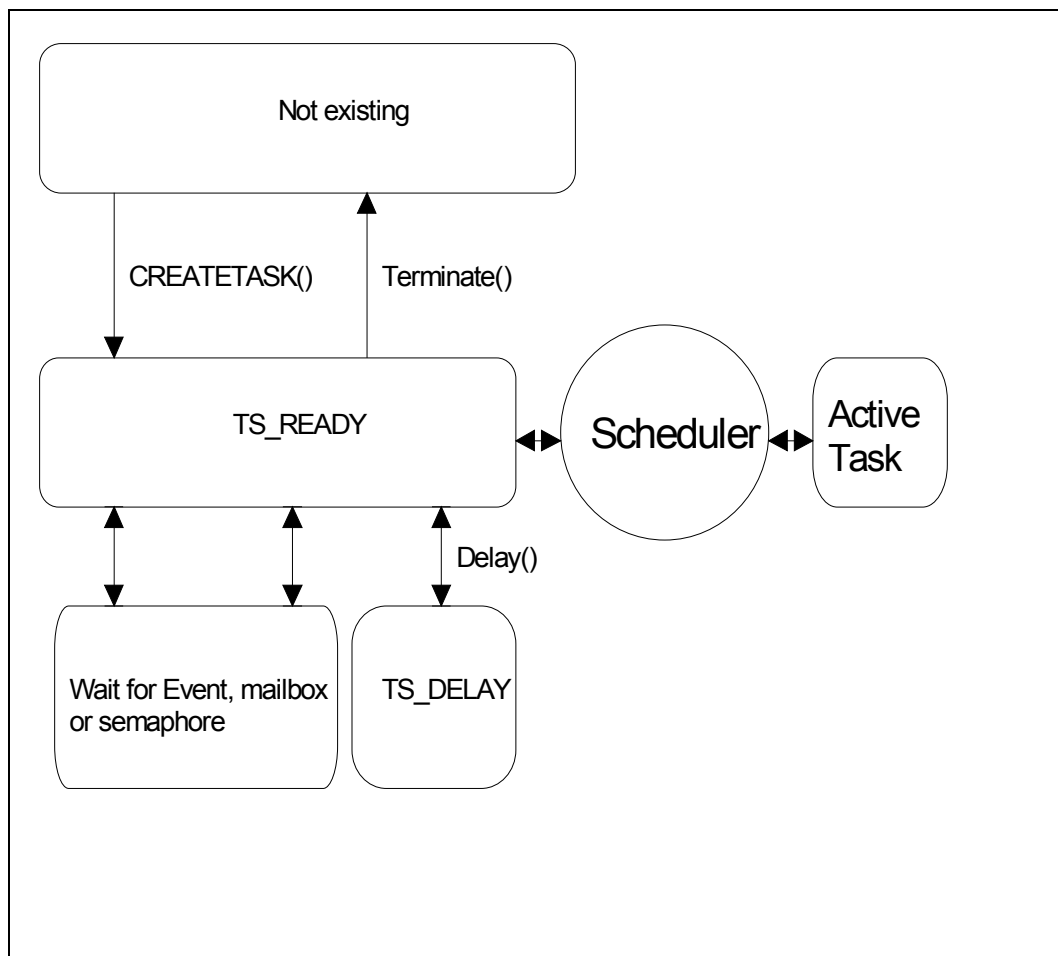 Not existing
CREATETASK()
Terminate()
TS_READY
Scheduler
Active
Task
Delay()
Wait for Event, mailbox
or semaphore
TS_DELAY